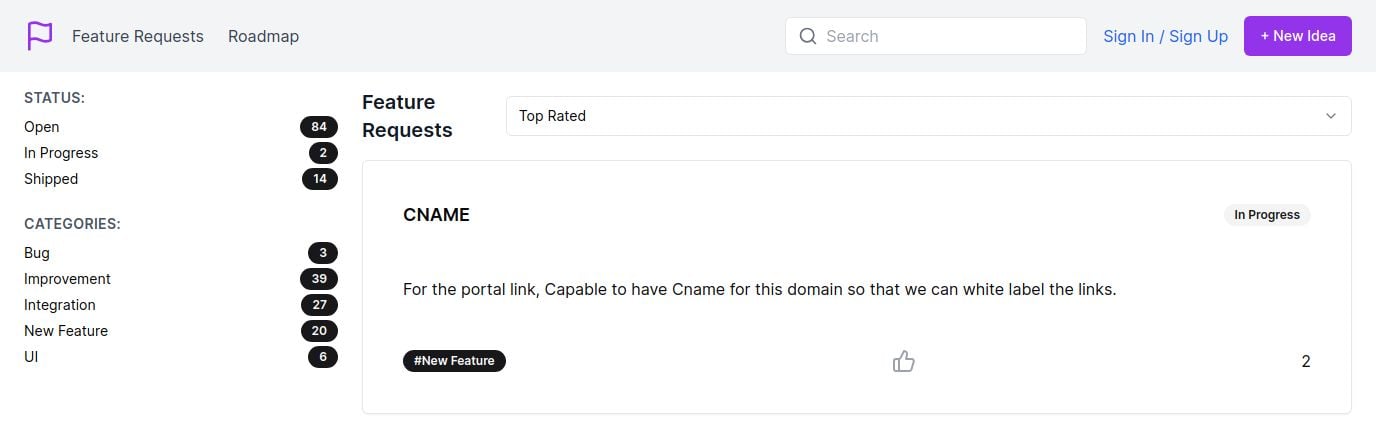 Feature Requests
Roadmap
Search
Sign In / Sign Up
+ New Idea
STATUS:
Open 84
In Progress 2
Shipped 14
CATEGORIES:
Bug 3
Improvement 39
Integration 27
New Feature 20
UI 6
Feature
Requests
Top Rated
CNAME
In Progress
For the portal link, Capable to have Cname for this domain so that we can white label the links.
#New Feature
2